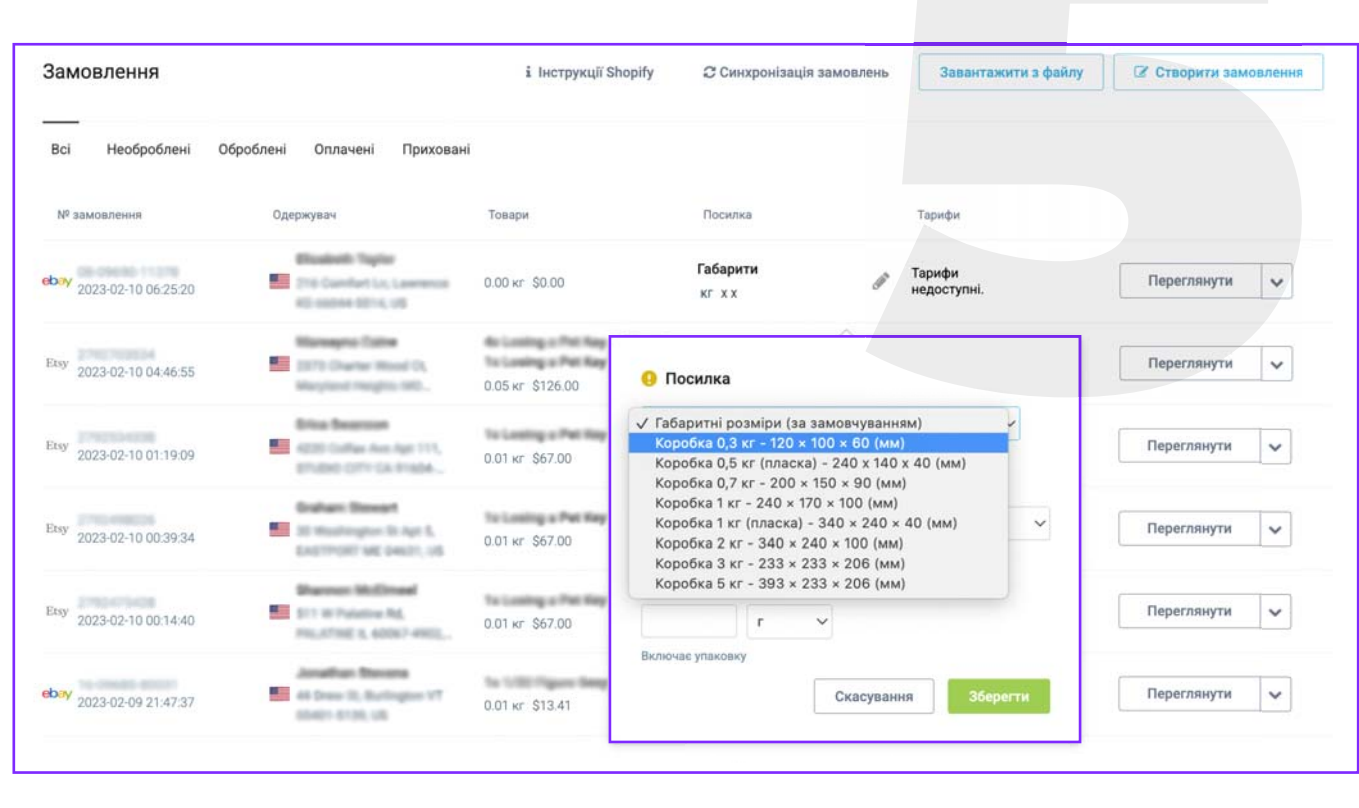 5
Замовлення
i Інструкції Shopify
Синхронізація замовлень
Завантажити з файлу
Створити замовлення
Всі Необроблені Оброблені Оплачені Приховані
№ замовлення Одержувач Товари Посилка Тарифи
ebay
2023-02-10 06:25:20
0.00 кг $0.00
Габарити
кг x x
Тарифи
недоступні.
Переглянути
Etsy
2023-02-10 04:46:55
0.05 кг $126.00
Переглянути
Etsy
2023-02-10 01:19:09
0.01 кг $67.00
Переглянути
Etsy
2023-02-10 00:39:34
0.01 кг $67.00
Переглянути
Etsy
2023-02-10 00:14:40
0.01 кг $67.00
Переглянути
ebay
2023-02-09 21:47:37
0.01 кг $13.41
Переглянути
Посилка
✓ Габаритні розміри (за замовчуванням)
Коробка 0,3 кг - 120 × 100 × 60 (мм)
Коробка 0,5 кг (пласка) - 240 x 140 x 40 (мм)
Коробка 0,7 кг - 200 × 150 × 90 (мм)
Коробка 1 кг - 240 × 170 × 100 (мм)
Коробка 1 кг (пласка) - 340 × 240 × 40 (мм)
Коробка 2 кг - 340 × 240 × 100 (мм)
Коробка 3 кг - 233 × 233 × 206 (мм)
Коробка 5 кг - 393 × 233 × 206 (мм)
г
Включає упаковку
Скасування
Зберегти